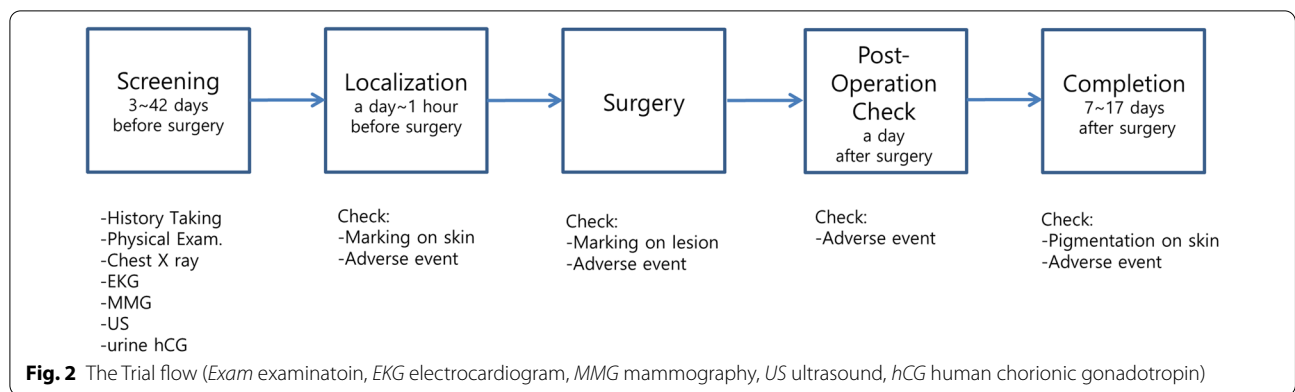 Screening
3~42 days
before surgery
Localization
a day~1 hour
before surgery
Surgery
Post-
Operation
Check
a day
after surgery
Completion
7~17 days
after surgery
-History Taking
-Physical Exam.
-Chest X ray
-EKG
-MMG
-US
-urine hCG
Check:
-Marking on skin
-Adverse event
Check:
-Marking on lesion
-Adverse event
Check:
-Adverse event
Check:
-Pigmentation on skin
-Adverse event
Fig. 2 The Trial flow (Exam examinatoin, EKG electrocardiogram, MMG mammography, US ultrasound, hCG human chorionic gonadotropin)